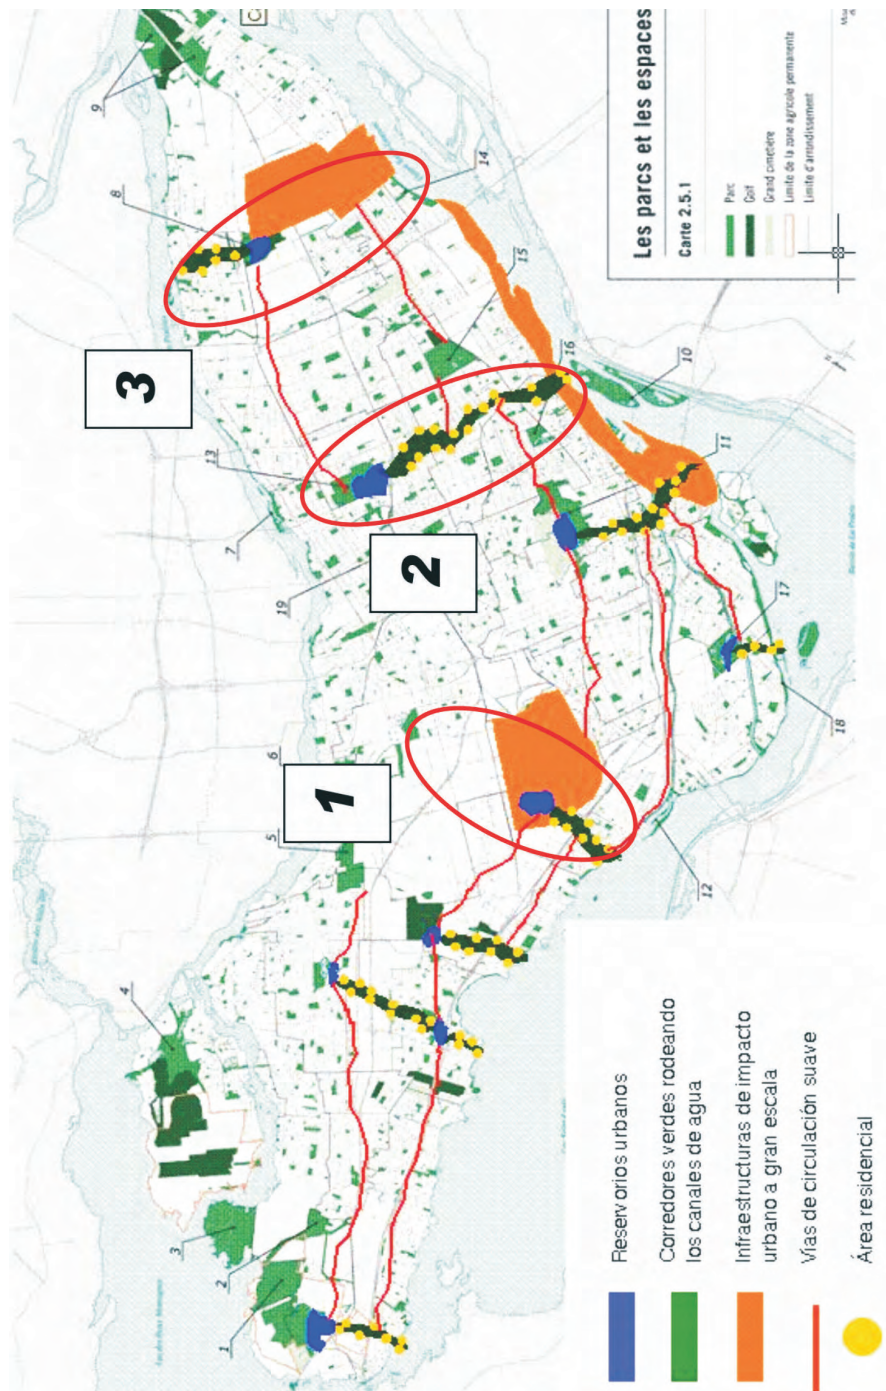 Les parcs et les espaces
Carte 2.5.1
Parc
Golf
Grand cimetière
Limite de la zone agricole permanente
Limite d'arrondissement
1
2
3
4
5
6
7
8
9
10
11
12
13
14
15
16
17
18
19
1
2
3
Reservorios urbanos
Corredores verdes rodeando
los canales de agua
Infraestructuras de impacto
urbano a gran escala
Vías de circulación suave
Área residencial